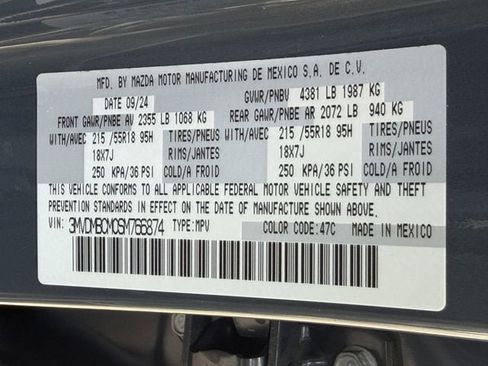 MFD. BY MAZDA MOTOR MANUFACTURING DE MEXICO S.A. DE C.V.
DATE 09/24 GVWR/PNBV 4381 LB 1987 KG
FRONT GAWR/PNBE AV 2355 LB 1068 KG REAR GAWR/PNBE AR 2072 LB 940 KG
WITH/AVEC 215 /55R18 95H TIRES/PNEUS WITH/AVEC 215 /55R18 95H TIRES/PNEUS
18X7J RIMS/JANTES 18X7J RIMS/JANTES
250 KPA/36 PSI COLD/A FROID 250 KPA/36 PSI COLD/A FROID
THIS VEHICLE CONFORMS TO ALL APPLICABLE FEDERAL MOTOR VEHICLE SAFETY AND THEFT
PREVENTION STANDARDS IN EFFECT ON THE DATE OF MANUFACTURE SHOWN ABOVE.
VIN: 3MVDMBCM0SM766874 TYPE:MPV COLOR CODE:47C MADE IN MEXICO